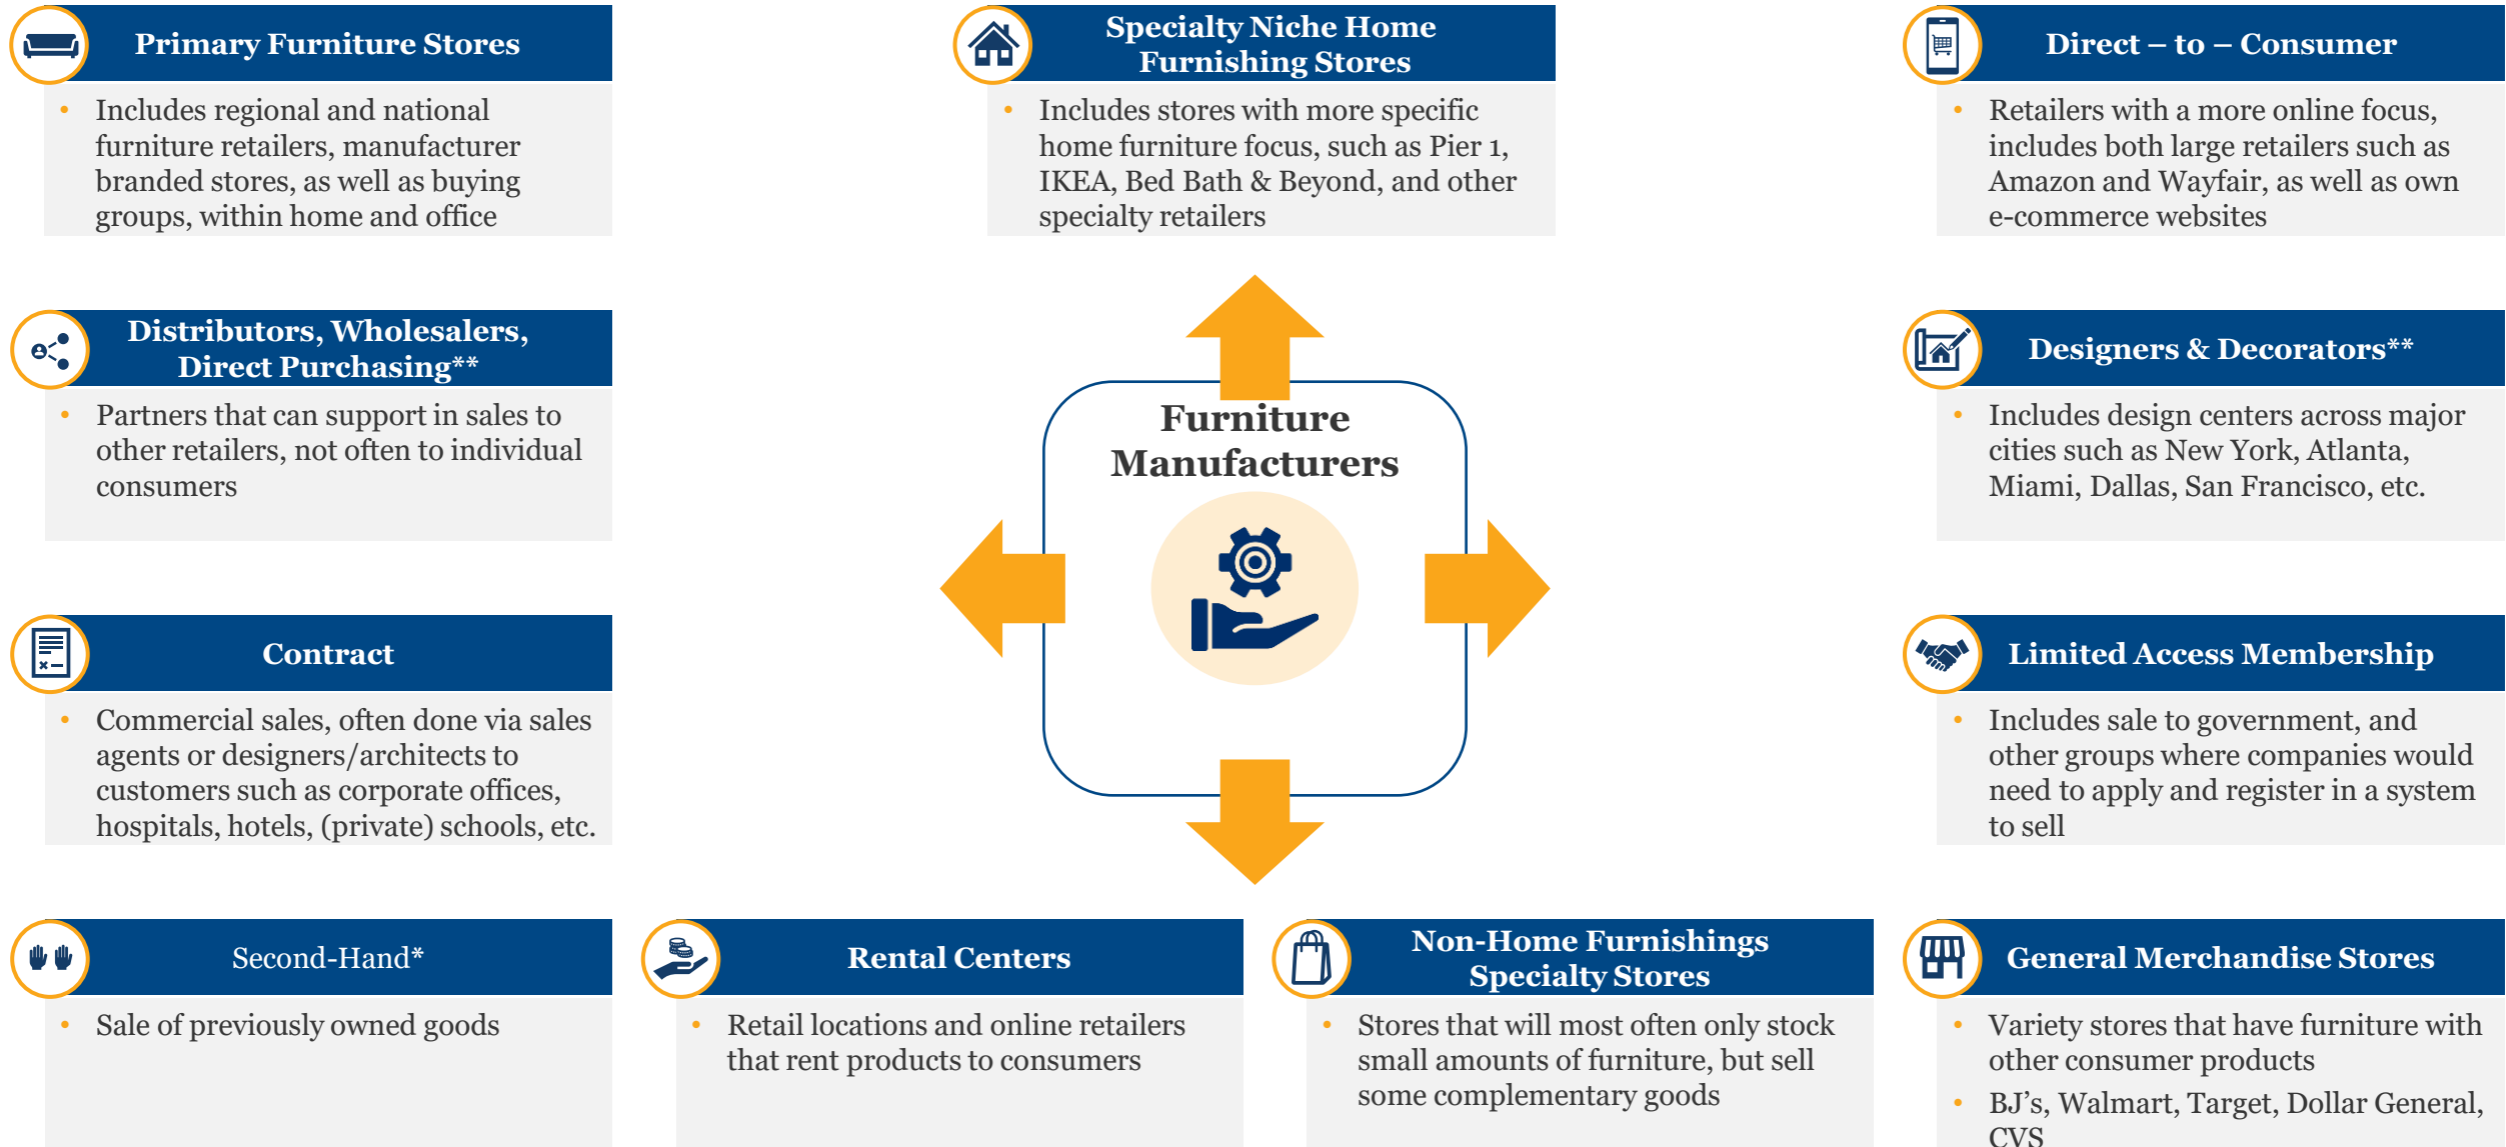 Primary Furniture Stores
• Includes regional and national
furniture retailers, manufacturer
branded stores, as well as buying
groups, within home and office
Specialty Niche Home
Furnishing Stores
• Includes stores with more specific
home furniture focus, such as Pier 1,
IKEA, Bed Bath & Beyond, and other
specialty retailers
Direct – to – Consumer
• Retailers with a more online focus,
includes both large retailers such as
Amazon and Wayfair, as well as own
e-commerce websites
Distributors, Wholesalers,
Direct Purchasing**
• Partners that can support in sales to
other retailers, not often to individual
consumers
Furniture
Manufacturers
Designers & Decorators**
• Includes design centers across major
cities such as New York, Atlanta,
Miami, Dallas, San Francisco, etc.
Contract
• Commercial sales, often done via sales
agents or designers/architects to
customers such as corporate offices,
hospitals, hotels, (private) schools, etc.
Limited Access Membership
• Includes sale to government, and
other groups where companies would
need to apply and register in a system
to sell
Second-Hand*
• Sale of previously owned goods
Rental Centers
• Retail locations and online retailers
that rent products to consumers
Non-Home Furnishings
Specialty Stores
• Stores that will most often only stock
small amounts of furniture, but sell
some complementary goods
General Merchandise Stores
• Variety stores that have furniture with
other consumer products
• BJ’s, Walmart, Target, Dollar General,
CVS